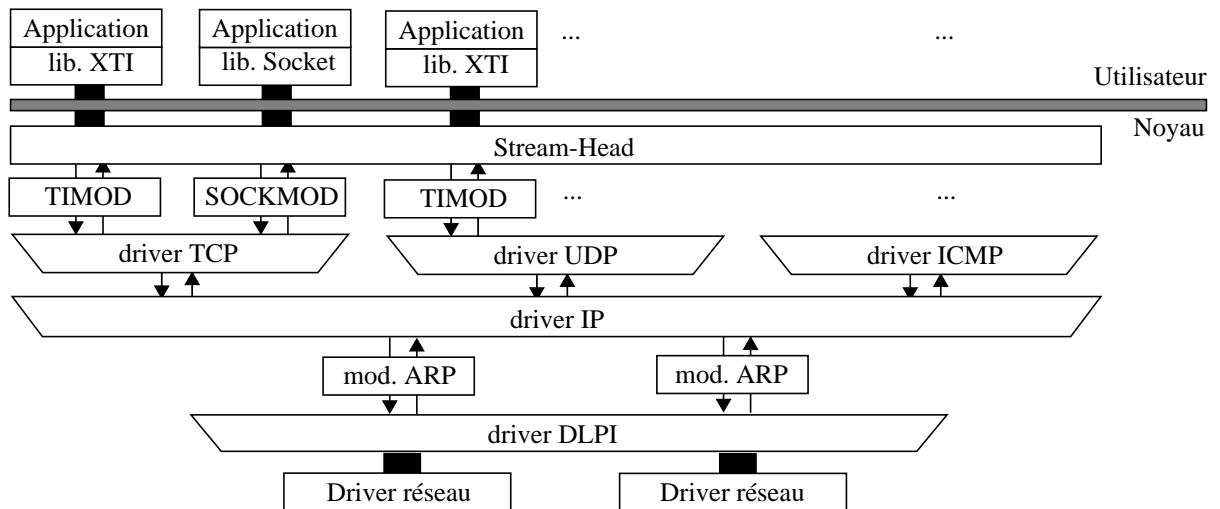 Application Application Application ... ...
lib. XTI lib. Socket lib. XTI
Utilisateur
Noyau
Stream-Head
TIMOD SOCKMOD TIMOD ... ...
driver TCP driver UDP driver ICMP
driver IP
mod. ARP mod. ARP
driver DLPI
Driver réseau Driver réseau